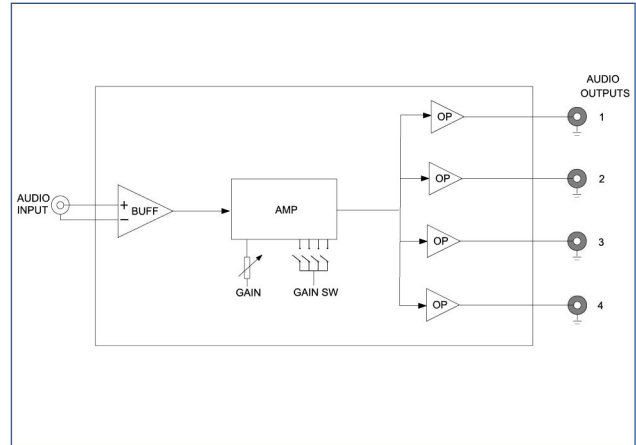 AUDIO
OUTPUTS
OP
1
OP
2
AUDIO
INPUT
+
−
BUFF
AMP
OP
3
GAIN
GAIN SW
OP
4